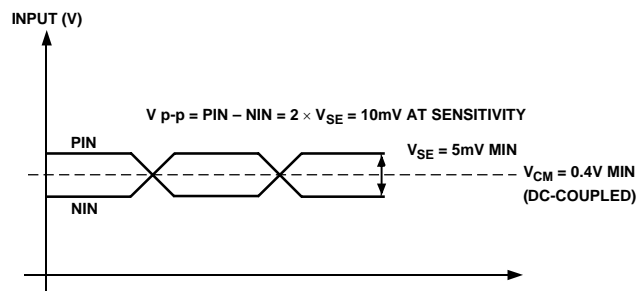 INPUT (V)
V p-p = PIN – NIN = 2 × VSE = 10mV AT SENSITIVITY
PIN
VSE = 5mV MIN
VCM = 0.4V MIN
(DC-COUPLED)
NIN